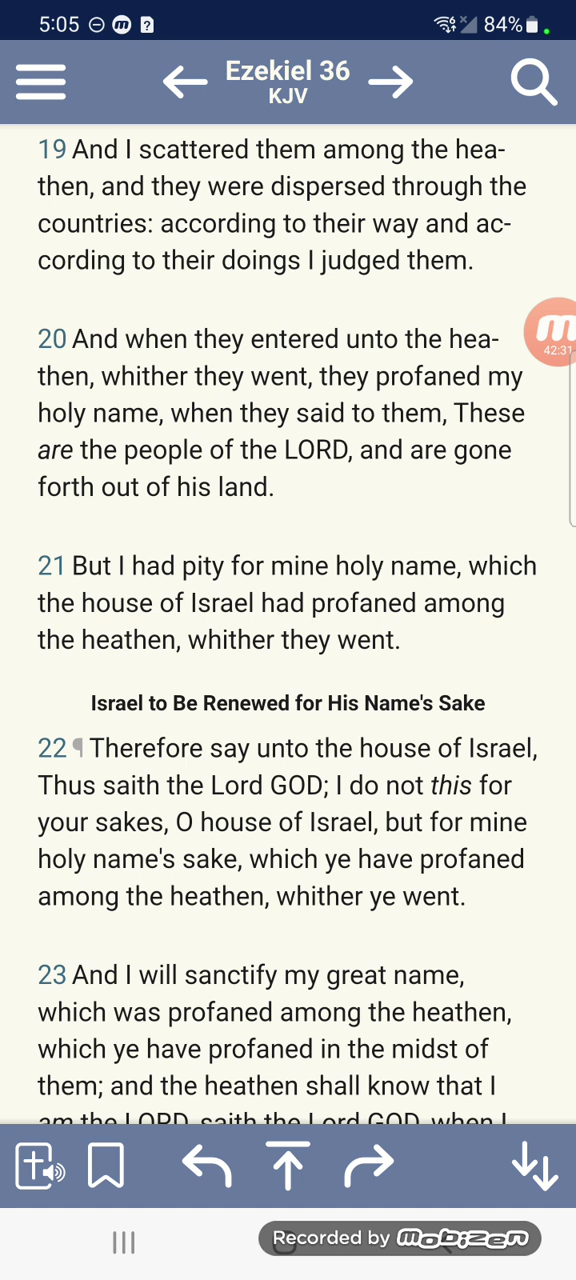 5:05 84%
Ezekiel 36
KJV
19 And I scattered them among the hea-
then, and they were dispersed through the
countries: according to their way and ac-
cording to their doings I judged them.
20 And when they entered unto the hea-
then, whither they went, they profaned my
holy name, when they said to them, These
are the people of the LORD, and are gone
forth out of his land.
42:31
21 But I had pity for mine holy name, which
the house of Israel had profaned among
the heathen, whither they went.
Israel to Be Renewed for His Name's Sake
22 ¶ Therefore say unto the house of Israel,
Thus saith the Lord GOD; I do not this for
your sakes, O house of Israel, but for mine
holy name's sake, which ye have profaned
among the heathen, whither ye went.
23 And I will sanctify my great name,
which was profaned among the heathen,
which ye have profaned in the midst of
them; and the heathen shall know that I
am the LORD, saith the Lord GOD, when I
Recorded by Mobizen